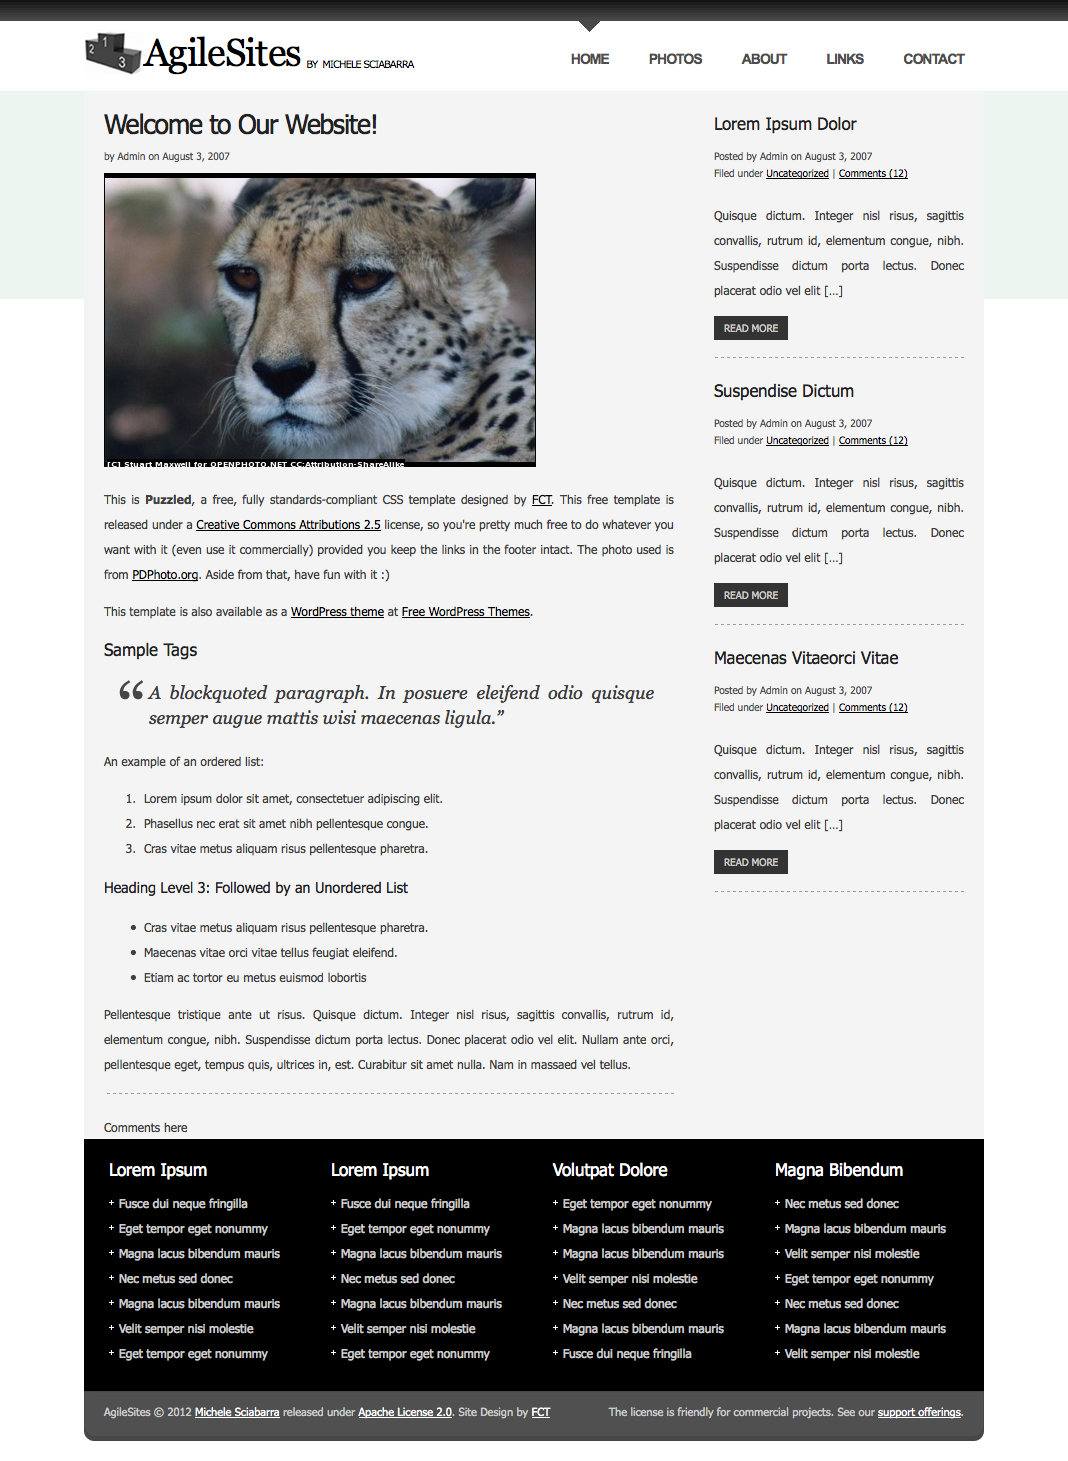 2 1 3
AgileSites BY MICHELE SCIABARRA
HOME PHOTOS ABOUT LINKS CONTACT
Welcome to Our Website!
by Admin on August 3, 2007
[C] Stuart Maxwell for OPENPHOTO.NET CC:Attribution-ShareAlike
This is Puzzled, a free, fully standards-compliant CSS template designed by FCT. This free template is
released under a Creative Commons Attributions 2.5 license, so you're pretty much free to do whatever you
want with it (even use it commercially) provided you keep the links in the footer intact. The photo used is
from PDPhoto.org. Aside from that, have fun with it :)
This template is also available as a WordPress theme at Free WordPress Themes.
Sample Tags
“ A blockquoted paragraph. In posuere eleifend odio quisque
semper augue mattis wisi maecenas ligula.”
An example of an ordered list:
1. Lorem ipsum dolor sit amet, consectetuer adipiscing elit.
2. Phasellus nec erat sit amet nibh pellentesque congue.
3. Cras vitae metus aliquam risus pellentesque pharetra.
Heading Level 3: Followed by an Unordered List
• Cras vitae metus aliquam risus pellentesque pharetra.
• Maecenas vitae orci vitae tellus feugiat eleifend.
• Etiam ac tortor eu metus euismod lobortis
Pellentesque tristique ante ut risus. Quisque dictum. Integer nisl risus, sagittis convallis, rutrum id,
elementum congue, nibh. Suspendisse dictum porta lectus. Donec placerat odio vel elit. Nullam ante orci,
pellentesque eget, tempus quis, ultrices in, est. Curabitur sit amet nulla. Nam in massaed vel tellus.
Comments here
Lorem Ipsum Dolor
Posted by Admin on August 3, 2007
Filed under Uncategorized | Comments (12)
Quisque dictum. Integer nisl risus, sagittis
convallis, rutrum id, elementum congue, nibh.
Suspendisse dictum porta lectus. Donec
placerat odio vel elit [...]
READ MORE
Suspendise Dictum
Posted by Admin on August 3, 2007
Filed under Uncategorized | Comments (12)
Quisque dictum. Integer nisl risus, sagittis
convallis, rutrum id, elementum congue, nibh.
Suspendisse dictum porta lectus. Donec
placerat odio vel elit [...]
READ MORE
Maecenas Vitaeorci Vitae
Posted by Admin on August 3, 2007
Filed under Uncategorized | Comments (12)
Quisque dictum. Integer nisl risus, sagittis
convallis, rutrum id, elementum congue, nibh.
Suspendisse dictum porta lectus. Donec
placerat odio vel elit [...]
READ MORE
Lorem Ipsum
Fusce dui neque fringilla
Eget tempor eget nonummy
Magna lacus bibendum mauris
Nec metus sed donec
Magna lacus bibendum mauris
Velit semper nisi molestie
Eget tempor eget nonummy
Lorem Ipsum
Fusce dui neque fringilla
Eget tempor eget nonummy
Magna lacus bibendum mauris
Nec metus sed donec
Magna lacus bibendum mauris
Velit semper nisi molestie
Eget tempor eget nonummy
Volutpat Dolore
Eget tempor eget nonummy
Magna lacus bibendum mauris
Magna lacus bibendum mauris
Velit semper nisi molestie
Nec metus sed donec
Magna lacus bibendum mauris
Fusce dui neque fringilla
Magna Bibendum
Nec metus sed donec
Magna lacus bibendum mauris
Velit semper nisi molestie
Eget tempor eget nonummy
Nec metus sed donec
Magna lacus bibendum mauris
Velit semper nisi molestie
AgileSites © 2012 Michele Sciabarra released under Apache License 2.0. Site Design by FCT
The license is friendly for commercial projects. See our support offerings.